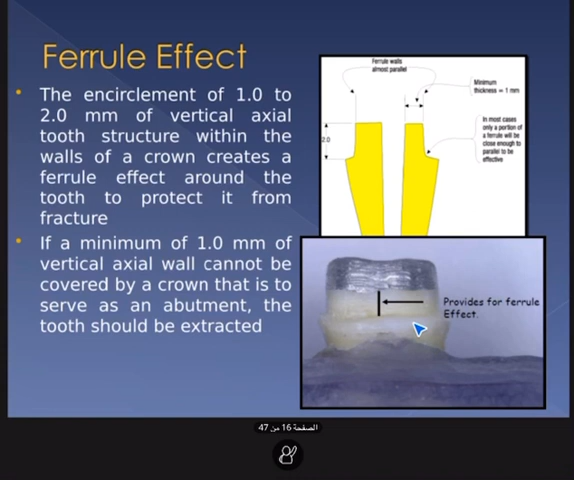 Ferrule Effect
• The encirclement of 1.0 to
2.0 mm of vertical axial
tooth structure within the
walls of a crown creates a
ferrule effect around the
tooth to protect it from
fracture
• If a minimum of 1.0 mm of
vertical axial wall cannot be
covered by a crown that is to
serve as an abutment, the
tooth should be extracted
Ferrule walls
almost parallel
Minimum
thickness = 1 mm
In most cases
only a portion of
a ferrule will be
close enough to
parallel to be
effective
2.0
Provides for ferrule
Effect.
الصفحة 16 من 47